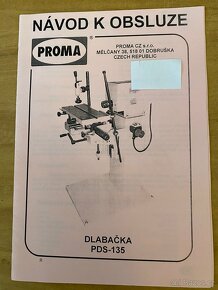 NÁVOD K OBSLUZE
PROMA
®
PROMA CZ s.r.o.
MĚLČANY 38, 518 01 DOBRUŠKA
CZECH REPUBLIC
DLABAČKA
PDS-135